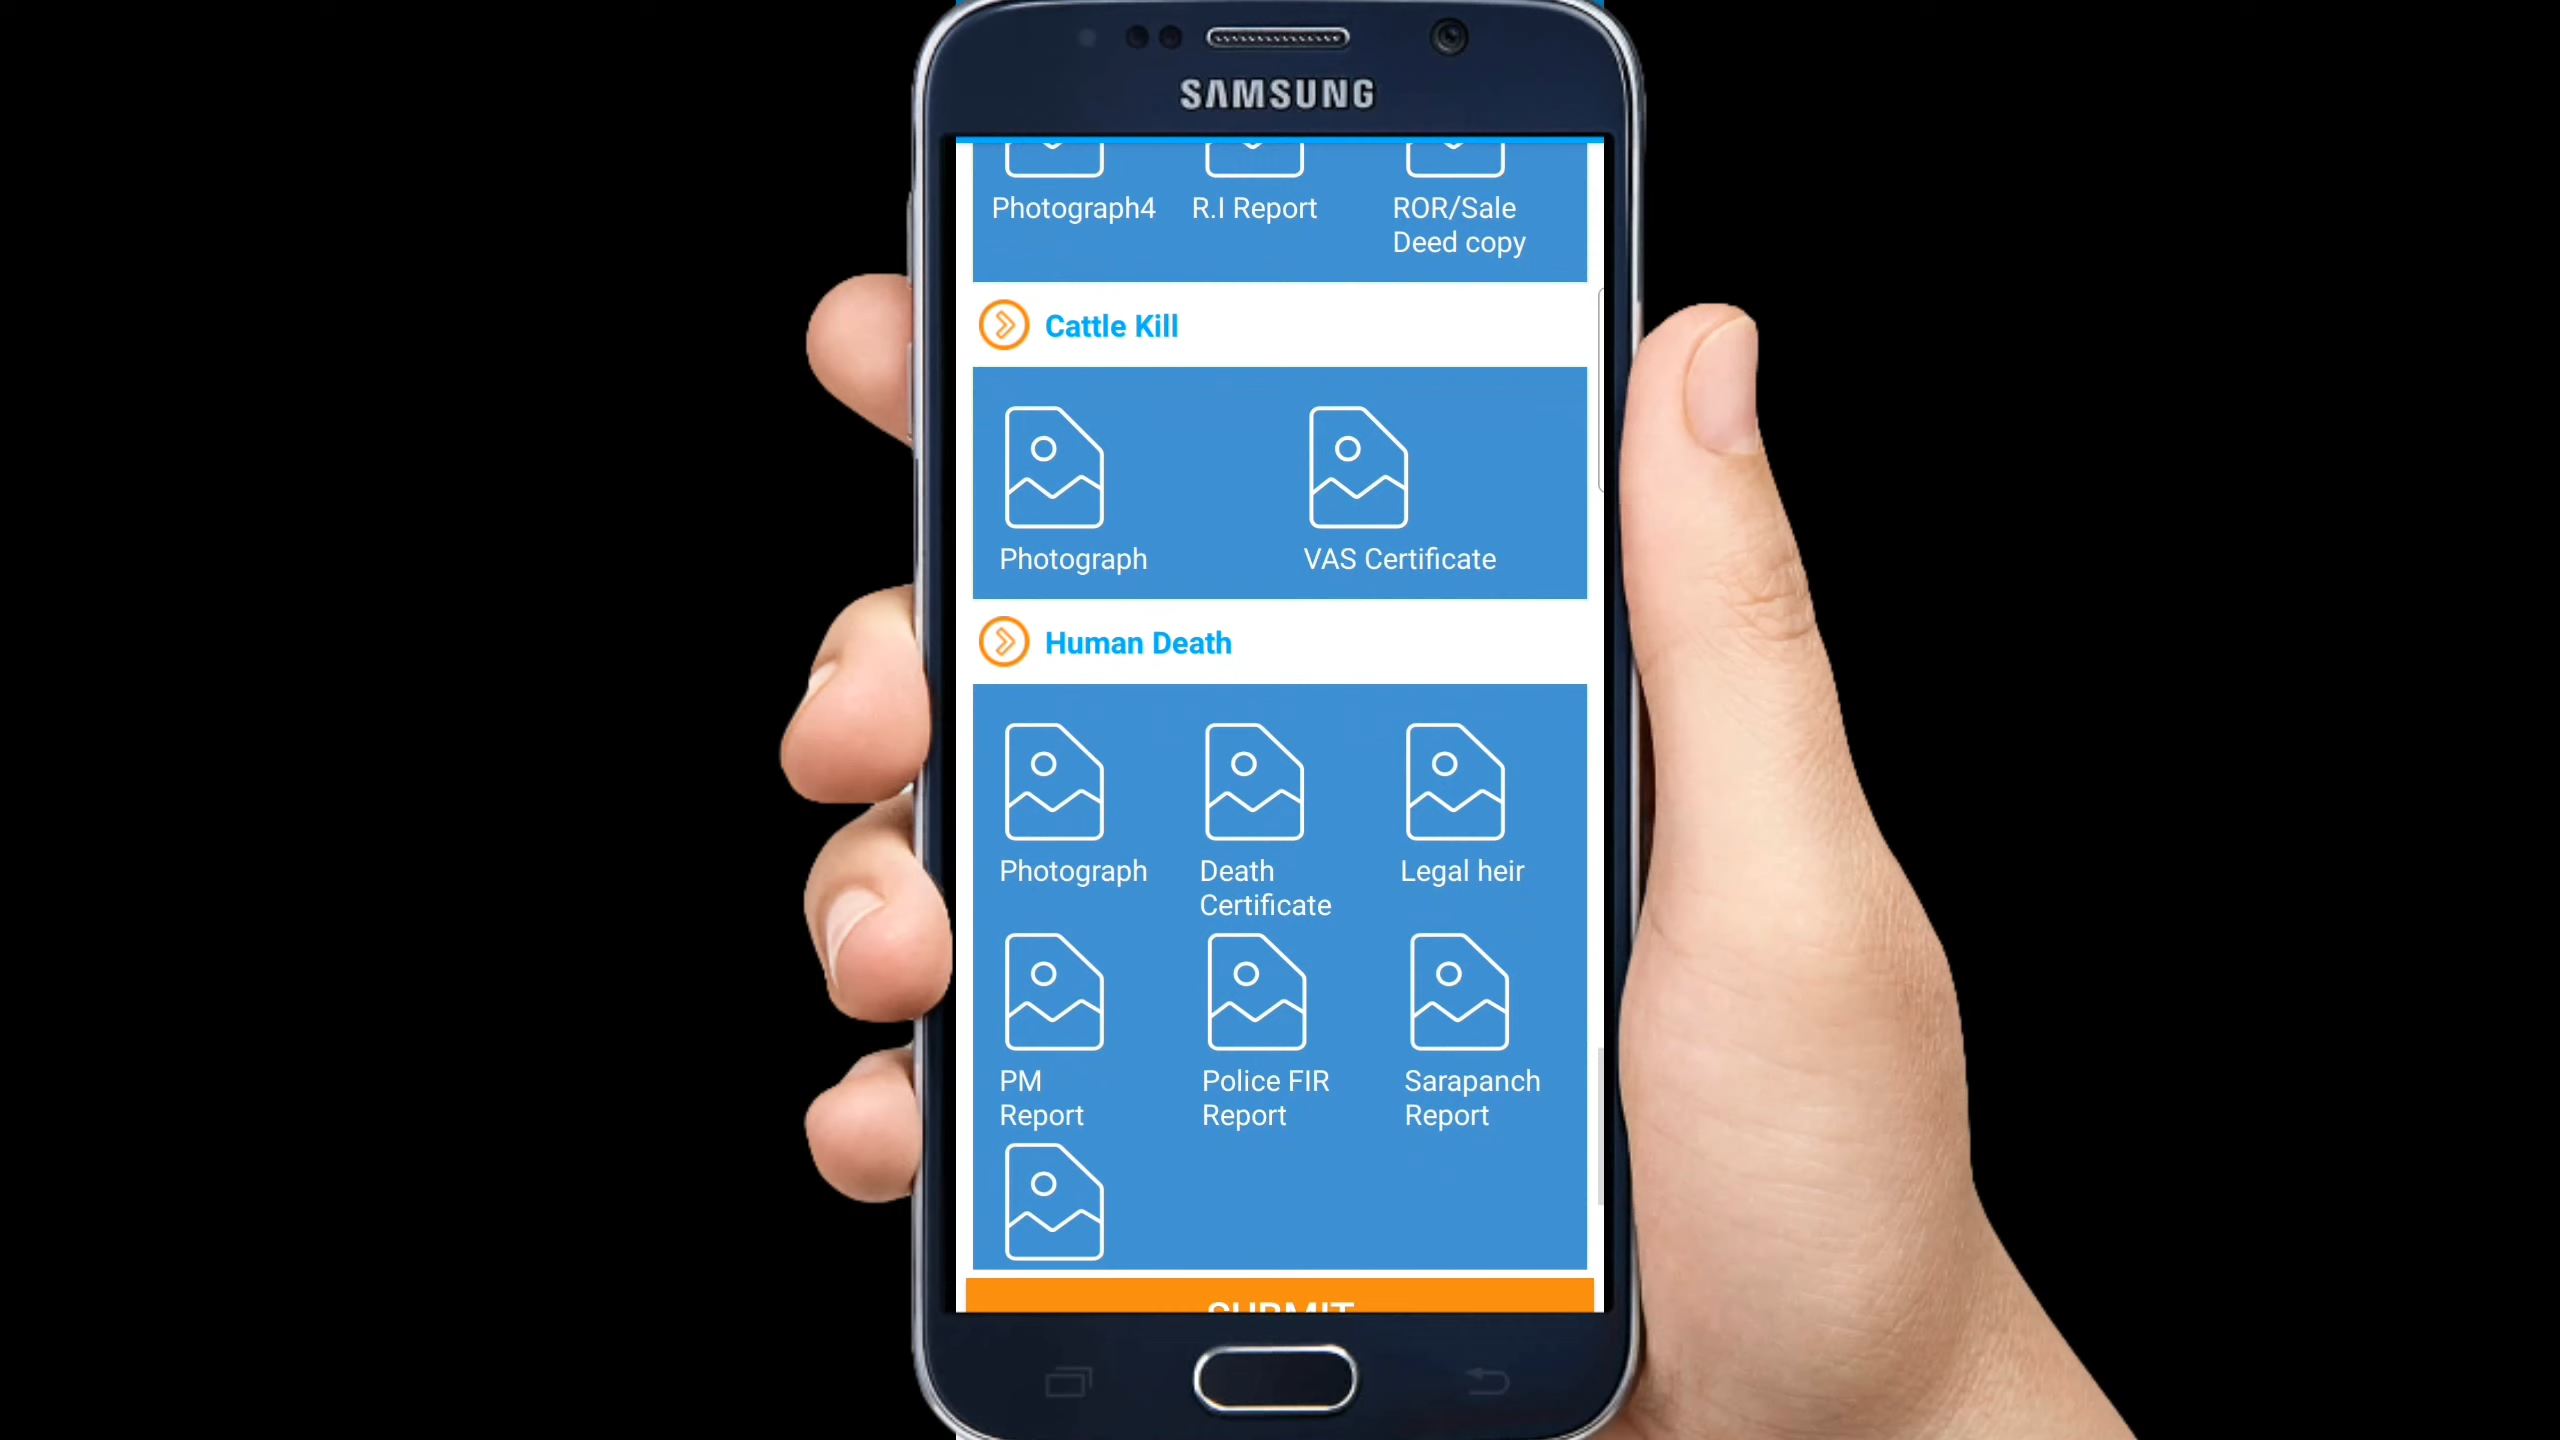 SAMSUNG
Photograph4 R.I Report ROR/Sale
Deed copy
Cattle Kill
Photograph VAS Certificate
Human Death
Photograph Death Legal heir
Certificate
PM Police FIR Sarapanch
Report Report Report
SUBMIT